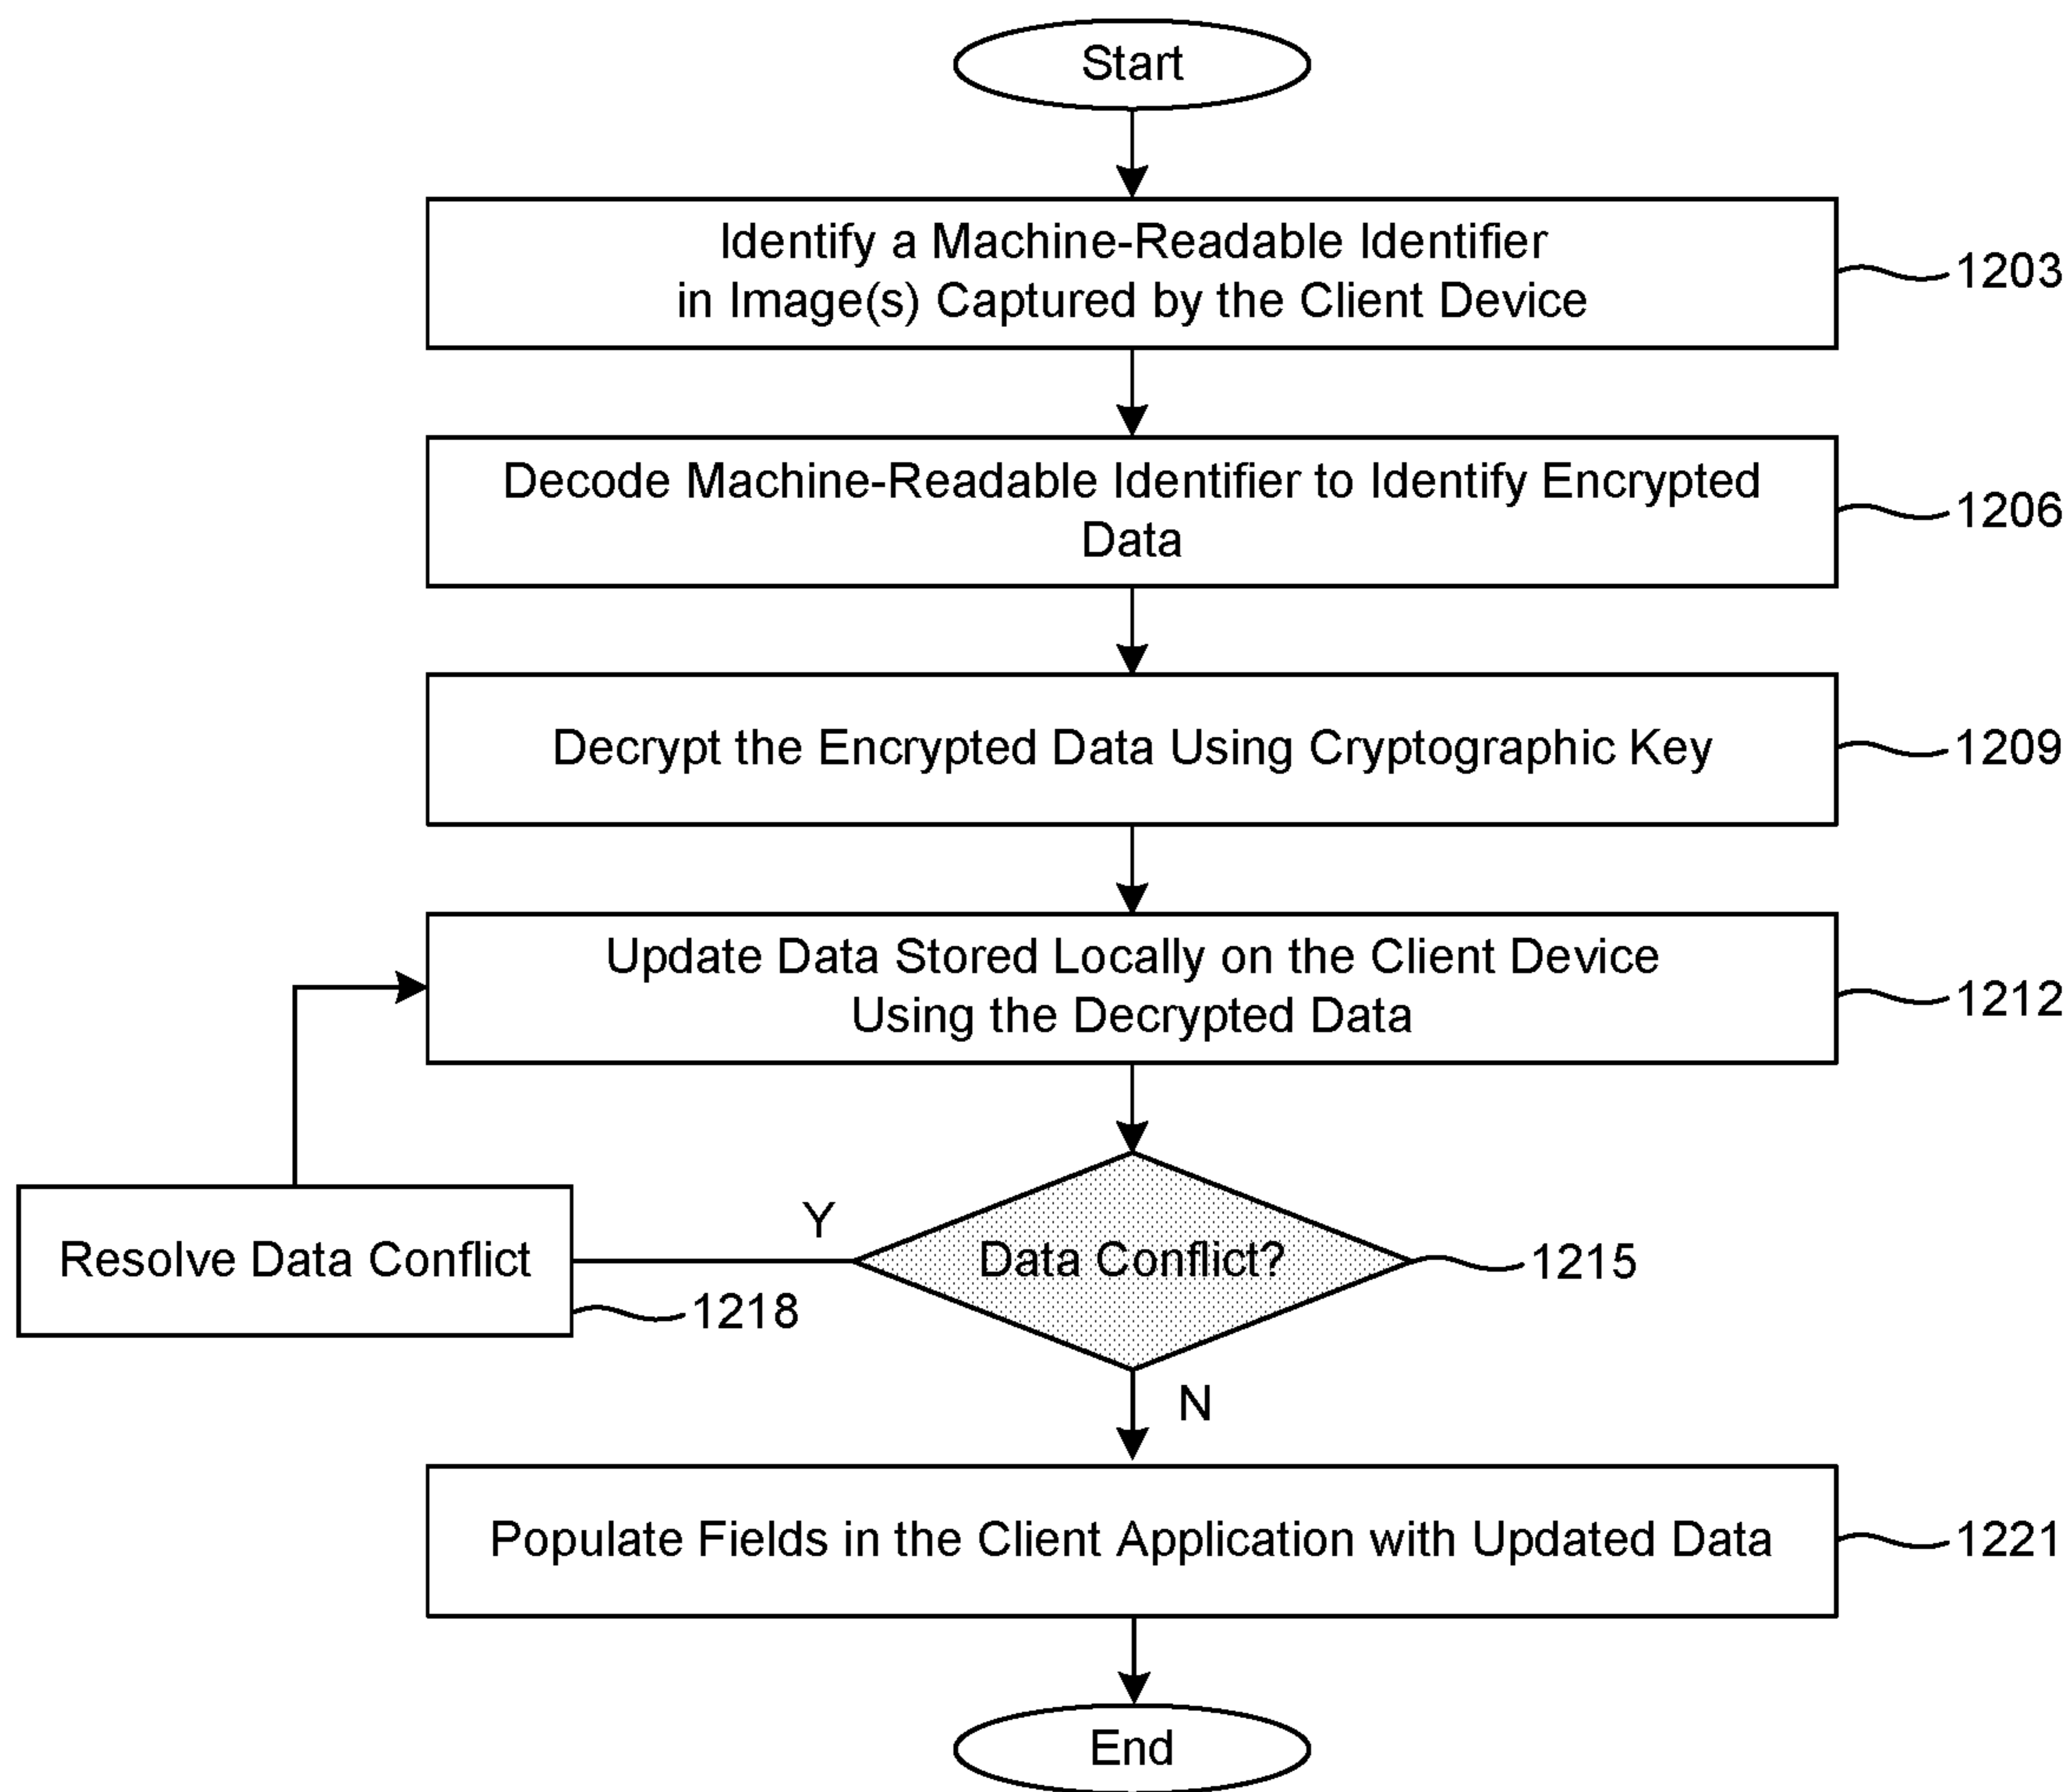 Start
Identify a Machine-Readable Identifier
in Image(s) Captured by the Client Device
1203
Decode Machine-Readable Identifier to Identify Encrypted
Data
1206
Decrypt the Encrypted Data Using Cryptographic Key
1209
Update Data Stored Locally on the Client Device
Using the Decrypted Data
1212
Resolve Data Conflict
1218
Y
Data Conflict?
1215
N
Populate Fields in the Client Application with Updated Data
1221
End